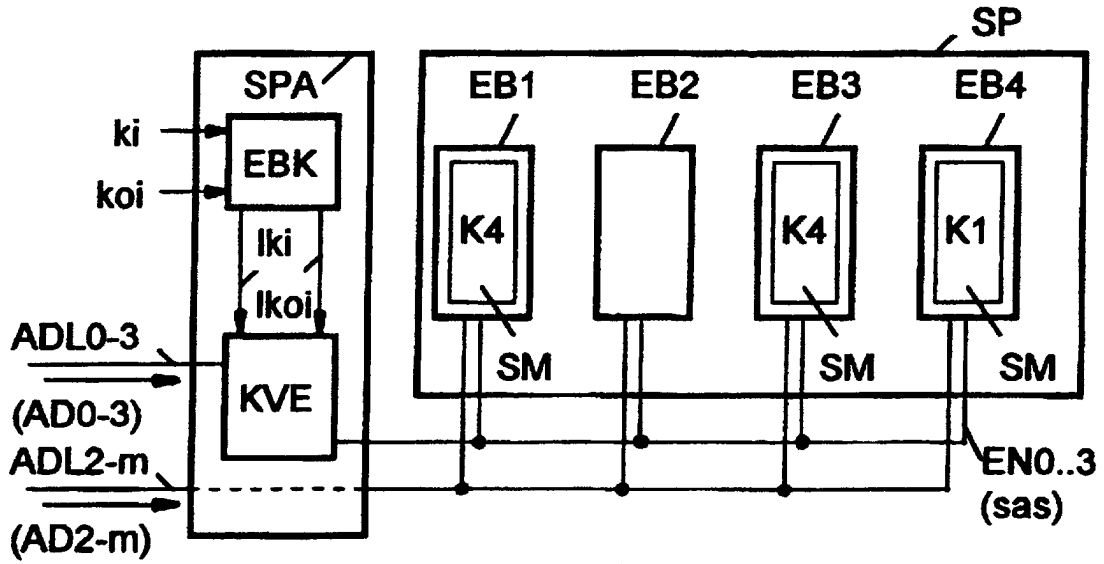 SP
SPA
EB1 EB2 EB3 EB4
ki
EBK
koi
K4 K4 K1
lki
lkoi
ADL0-3
SM SM SM
KVE
(AD0-3)
ADL2-m
EN0..3
(sas)
(AD2-m)